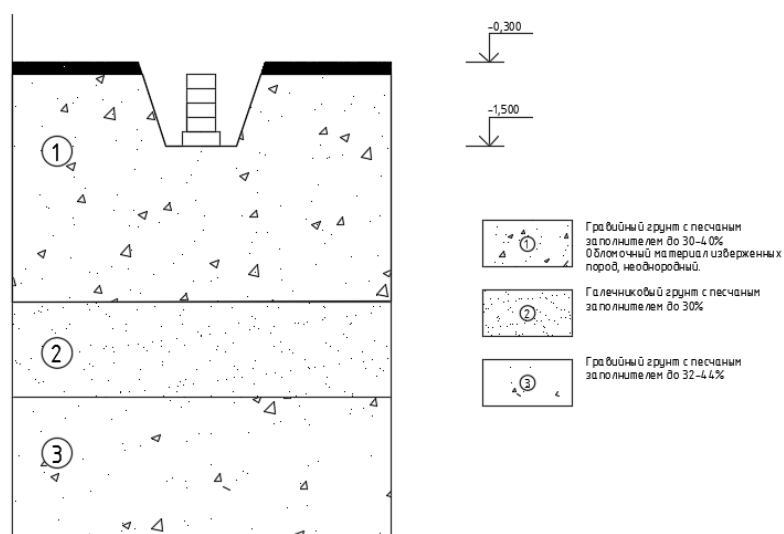 -0,300
-1,500
1
2
3
1
Гравийный грунт с песчаным
заполнителем до 30-40%
Обломочный материал изверженных
пород, неоднородный.
2
Галечниковый грунт с песчаным
заполнителем до 30%
3
Гравийный грунт с песчаным
заполнителем до 32-44%